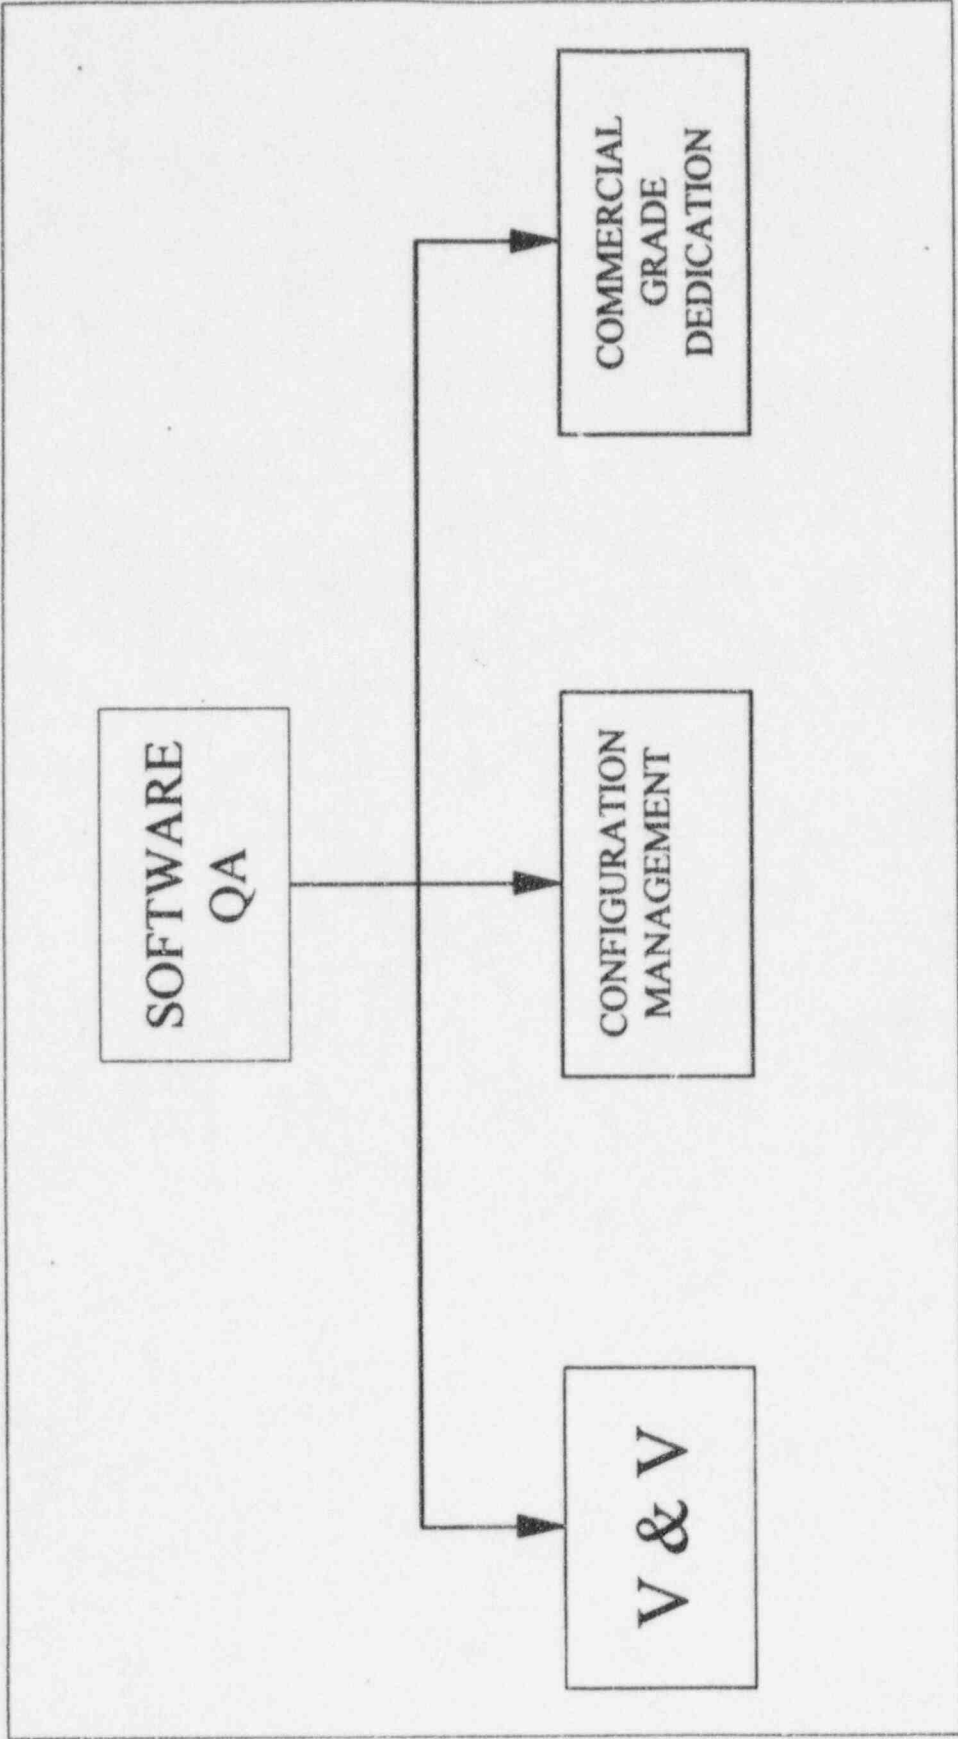 SOFTWARE
QA
V & V
CONFIGURATION
MANAGEMENT
COMMERCIAL
GRADE
DEDICATION